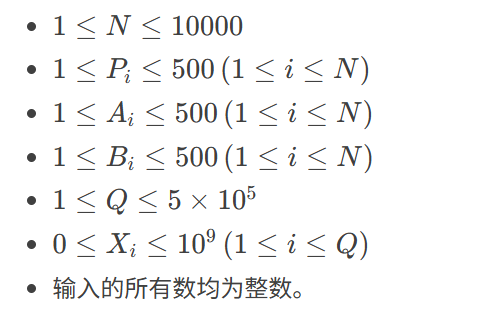 • 1 ≤ N ≤ 10000
• 1 ≤ P_i ≤ 500 (1 ≤ i ≤ N)
• 1 ≤ A_i ≤ 500 (1 ≤ i ≤ N)
• 1 ≤ B_i ≤ 500 (1 ≤ i ≤ N)
• 1 ≤ Q ≤ 5 × 10^5
• 0 ≤ X_i ≤ 10^9 (1 ≤ i ≤ Q)
• 输入的所有数均为整数。